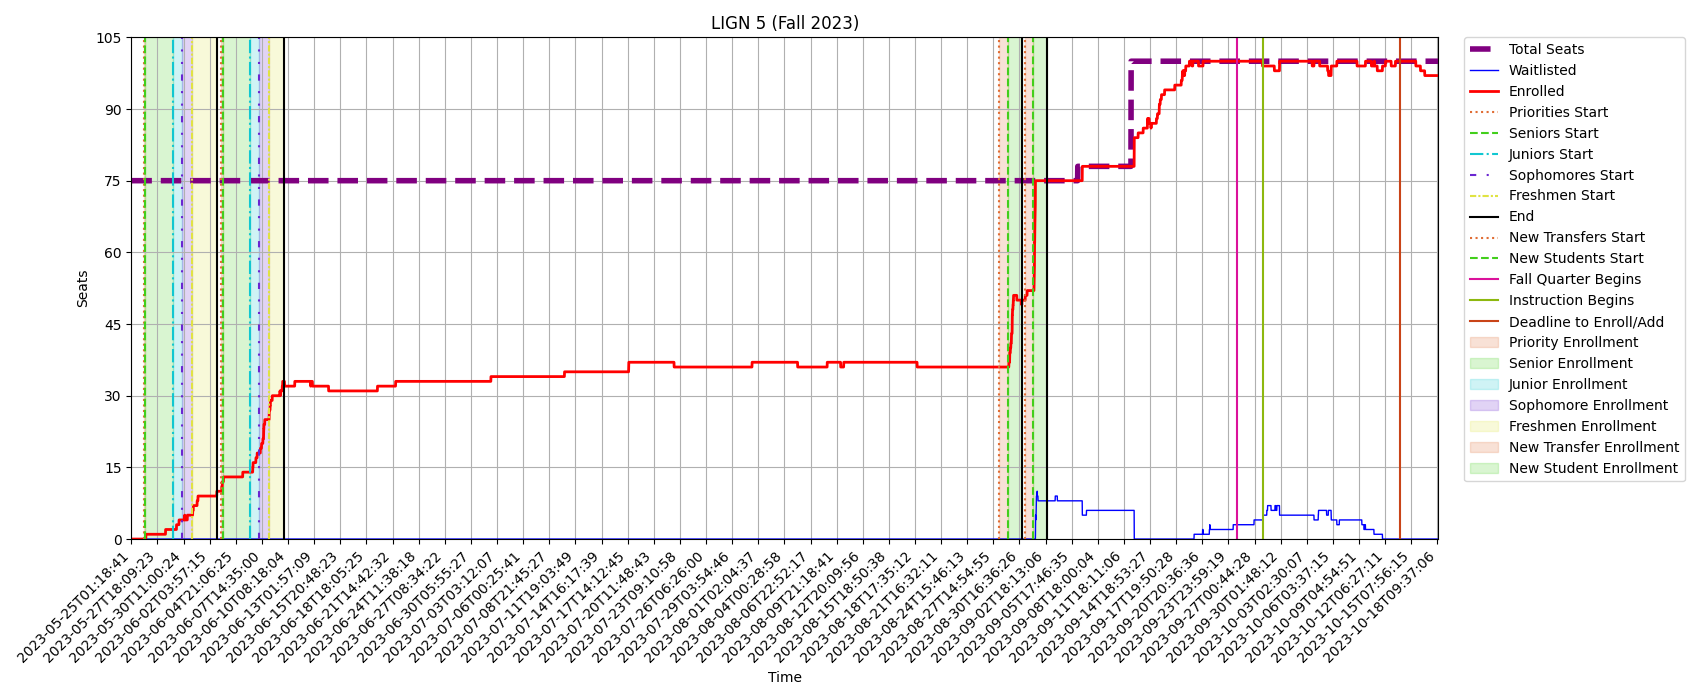 LIGN 5 (Fall 2023)
105
90
75
60
45
30
15
0
Seats
2023-05-25T01:18:41
2023-05-27T18:09:23
2023-05-30T11:00:24
2023-06-02T03:57:15
2023-06-04T21:06:25
2023-06-07T14:35:00
2023-06-10T08:18:04
2023-06-13T01:57:09
2023-06-15T20:48:23
2023-06-18T18:05:25
2023-06-21T14:42:32
2023-06-24T11:38:18
2023-06-27T08:34:22
2023-06-30T05:55:37
2023-07-03T03:12:07
2023-07-06T00:25:41
2023-07-08T21:45:27
2023-07-11T19:03:49
2023-07-14T16:17:39
2023-07-17T14:12:45
2023-07-20T11:48:43
2023-07-23T09:10:58
2023-07-26T06:26:00
2023-07-29T03:54:46
2023-08-01T02:04:37
2023-08-04T00:28:58
2023-08-06T22:52:17
2023-08-09T21:18:41
2023-08-12T20:09:56
2023-08-15T18:50:38
2023-08-18T17:35:12
2023-08-21T16:32:11
2023-08-24T15:46:13
2023-08-27T14:54:55
2023-08-30T16:36:26
2023-09-02T18:13:06
2023-09-05T17:46:35
2023-09-08T18:00:04
2023-09-11T18:11:06
2023-09-14T18:53:27
2023-09-17T19:50:28
2023-09-20T20:36:36
2023-09-23T23:59:19
2023-09-27T00:44:28
2023-09-30T01:48:12
2023-10-03T02:30:07
2023-10-06T03:37:15
2023-10-09T04:54:51
2023-10-12T06:27:11
2023-10-15T07:56:15
2023-10-18T09:37:06
Time
Total Seats
Waitlisted
Enrolled
Priorities Start
Seniors Start
Juniors Start
Sophomores Start
Freshmen Start
End
New Transfers Start
New Students Start
Fall Quarter Begins
Instruction Begins
Deadline to Enroll/Add
Priority Enrollment
Senior Enrollment
Junior Enrollment
Sophomore Enrollment
Freshmen Enrollment
New Transfer Enrollment
New Student Enrollment